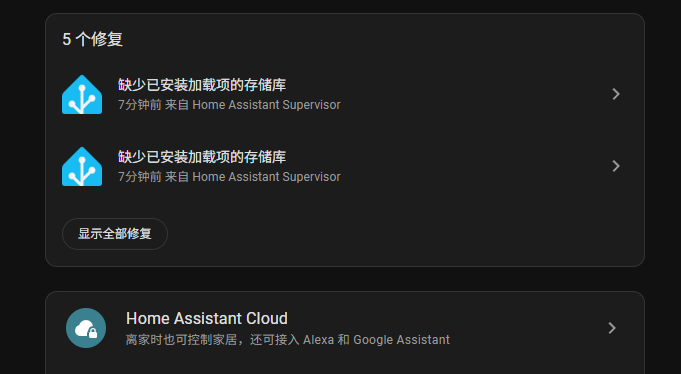 5 个修复
缺少已安装加载项的存储库
7分钟前 来自 Home Assistant Supervisor
缺少已安装加载项的存储库
7分钟前 来自 Home Assistant Supervisor
显示全部修复
Home Assistant Cloud
离家时也可控制家居，还可接入 Alexa 和 Google Assistant